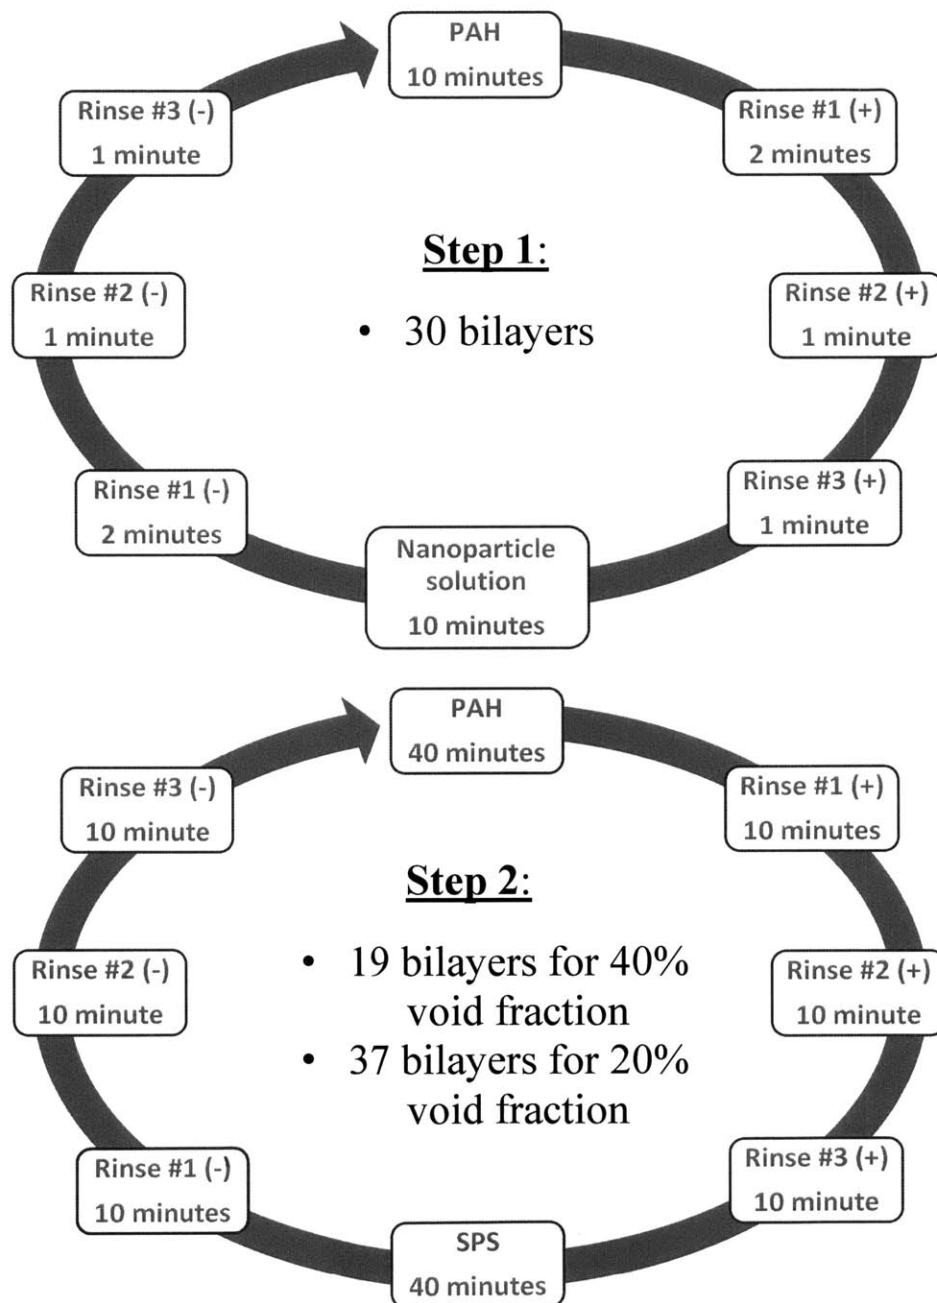 PAH
10 minutes
Rinse #1 (+)
2 minutes
Rinse #2 (+)
1 minute
Rinse #3 (+)
1 minute
Nanoparticle
solution
10 minutes
Rinse #1 (-)
2 minutes
Rinse #2 (-)
1 minute
Rinse #3 (-)
1 minute
Step 1:
• 30 bilayers
PAH
40 minutes
Rinse #1 (+)
10 minutes
Rinse #2 (+)
10 minute
Rinse #3 (+)
10 minute
SPS
40 minutes
Rinse #1 (-)
10 minutes
Rinse #2 (-)
10 minute
Rinse #3 (-)
10 minute
Step 2:
• 19 bilayers for 40%
void fraction
• 37 bilayers for 20%
void fraction